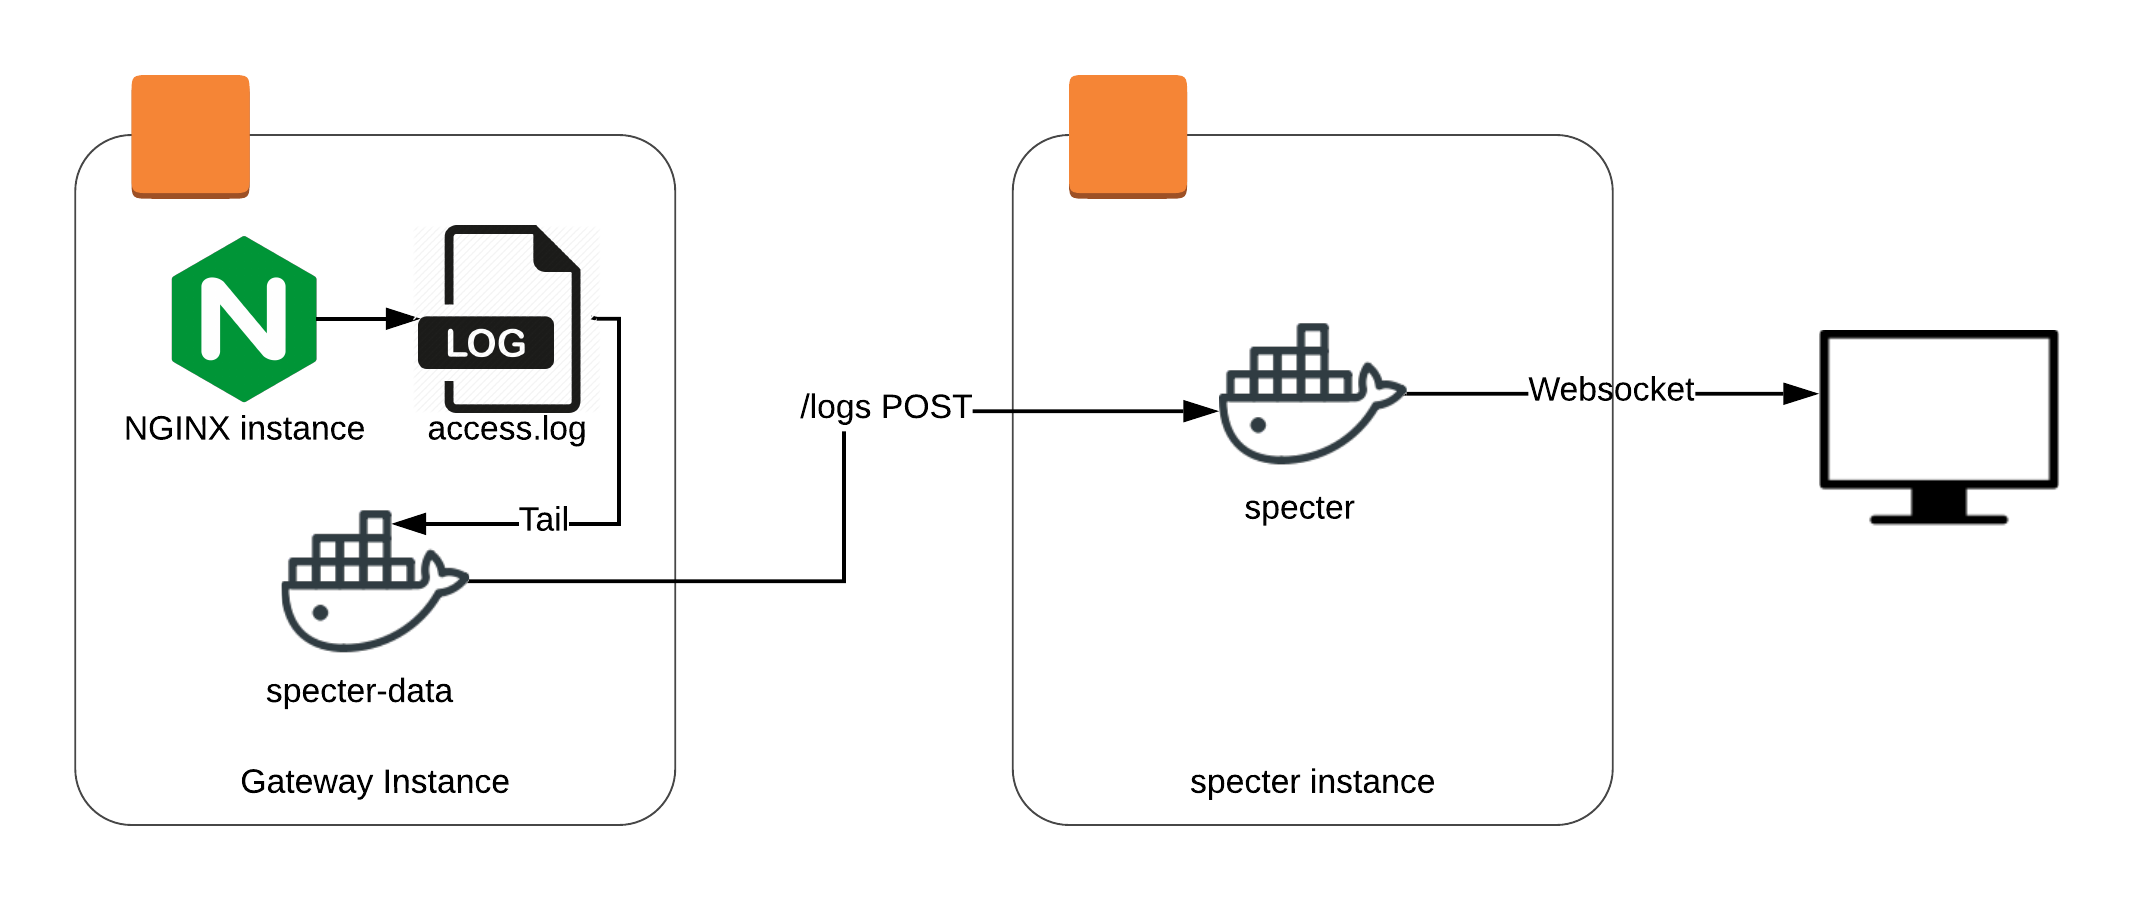 LOG
NGINX instance
access.log
Tail
specter-data
Gateway Instance
/logs POST
specter
specter instance
Websocket